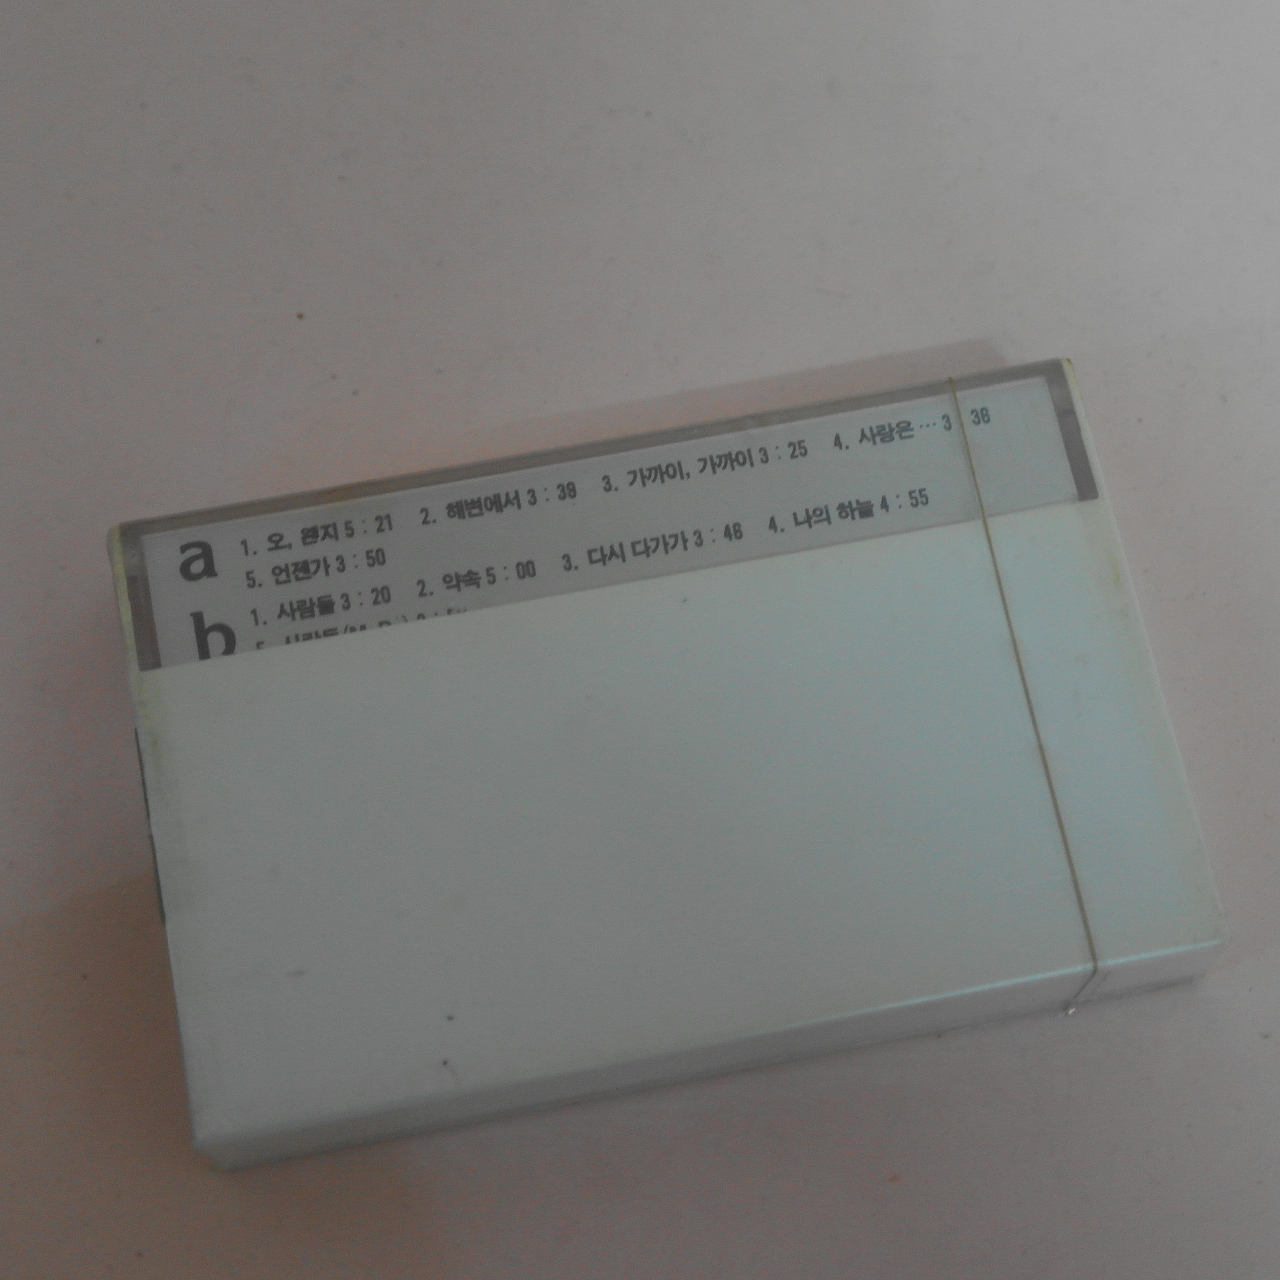 a
1. 오, 웬지 5 : 21 2. 해변에서 3 : 39 3. 가까이, 가까이 3 : 25 4. 사랑은 … 3 : 36
5. 언젠가 3 : 50
b
1. 사람들 3 : 20 2. 약속 5 : 00 3. 다시 다가가 3 : 46 4. 나의 하늘 4 : 55